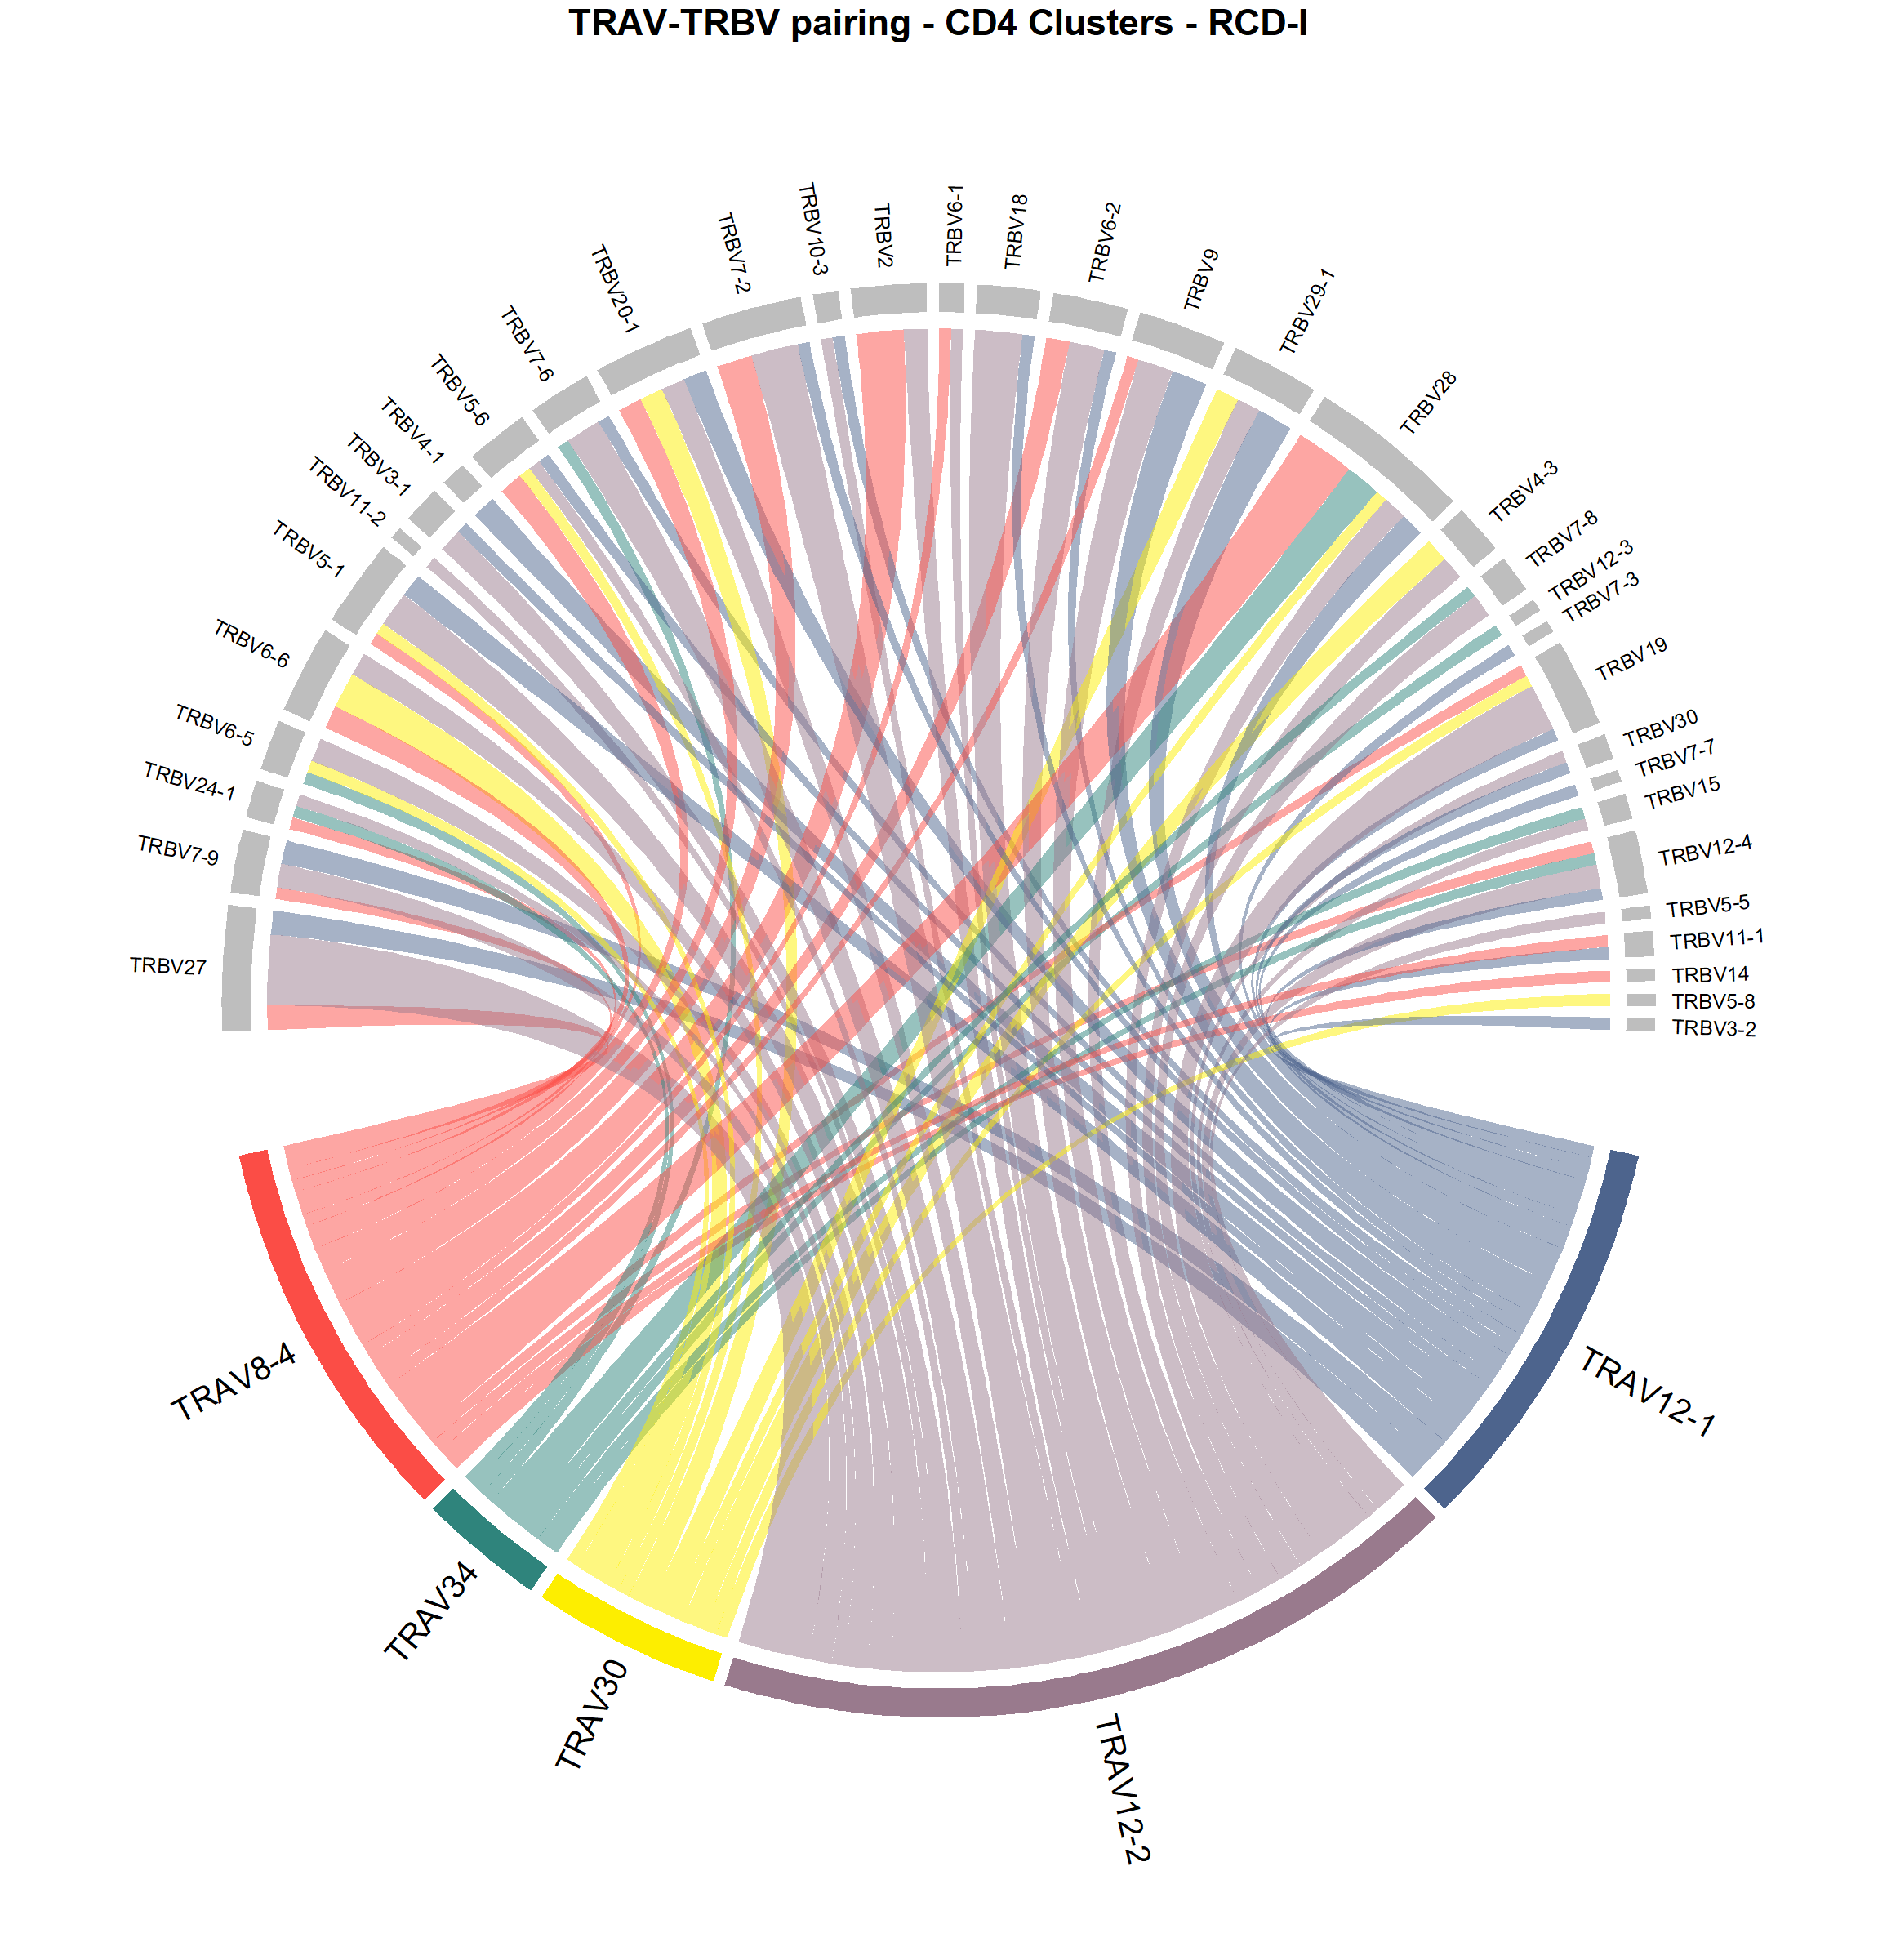 TRAV-TRBV pairing - CD4 Clusters - RCD-I
TRBV27
TRBV7-9
TRBV24-1
TRBV6-5
TRBV6-6
TRBV5-1
TRBV11-2
TRBV3-1
TRBV4-1
TRBV5-6
TRBV7-6
TRBV20-1
TRBV7-2
TRBV10-3
TRBV2
TRBV6-1
TRBV18
TRBV6-2
TRBV9
TRBV29-1
TRBV28
TRBV4-3
TRBV7-8
TRBV12-3
TRBV7-3
TRBV19
TRBV30
TRBV7-7
TRBV15
TRBV12-4
TRBV5-5
TRBV11-1
TRBV14
TRBV5-8
TRBV3-2
TRAV12-1
TRAV12-2
TRAV30
TRAV34
TRAV8-4